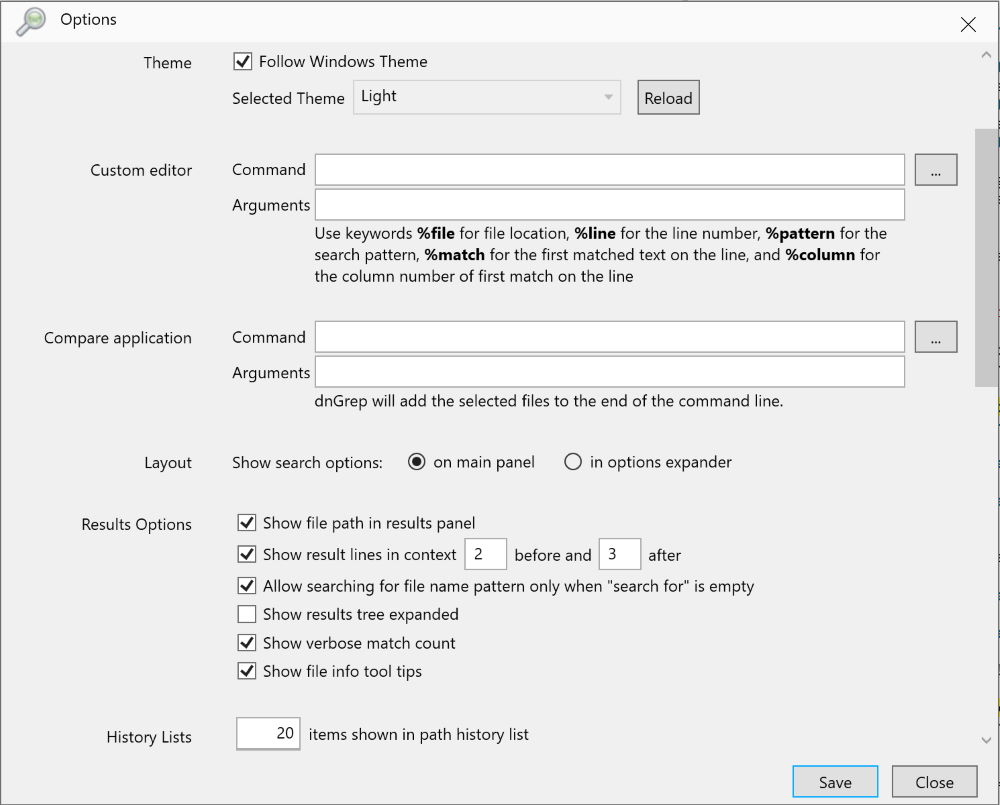 Options
Theme
Follow Windows Theme
Selected Theme Light Reload
Custom editor Command ...
Arguments
Use keywords %file for file location, %line for the line number, %pattern for the
search pattern, %match for the first matched text on the line, and %column for
the column number of first match on the line
Compare application Command ...
Arguments
dnGrep will add the selected files to the end of the command line.
Layout Show search options: on main panel in options expander
Results Options Show file path in results panel
Show result lines in context 2 before and 3 after
Allow searching for file name pattern only when "search for" is empty
Show results tree expanded
Show verbose match count
Show file info tool tips
History Lists 20 items shown in path history list
Save Close